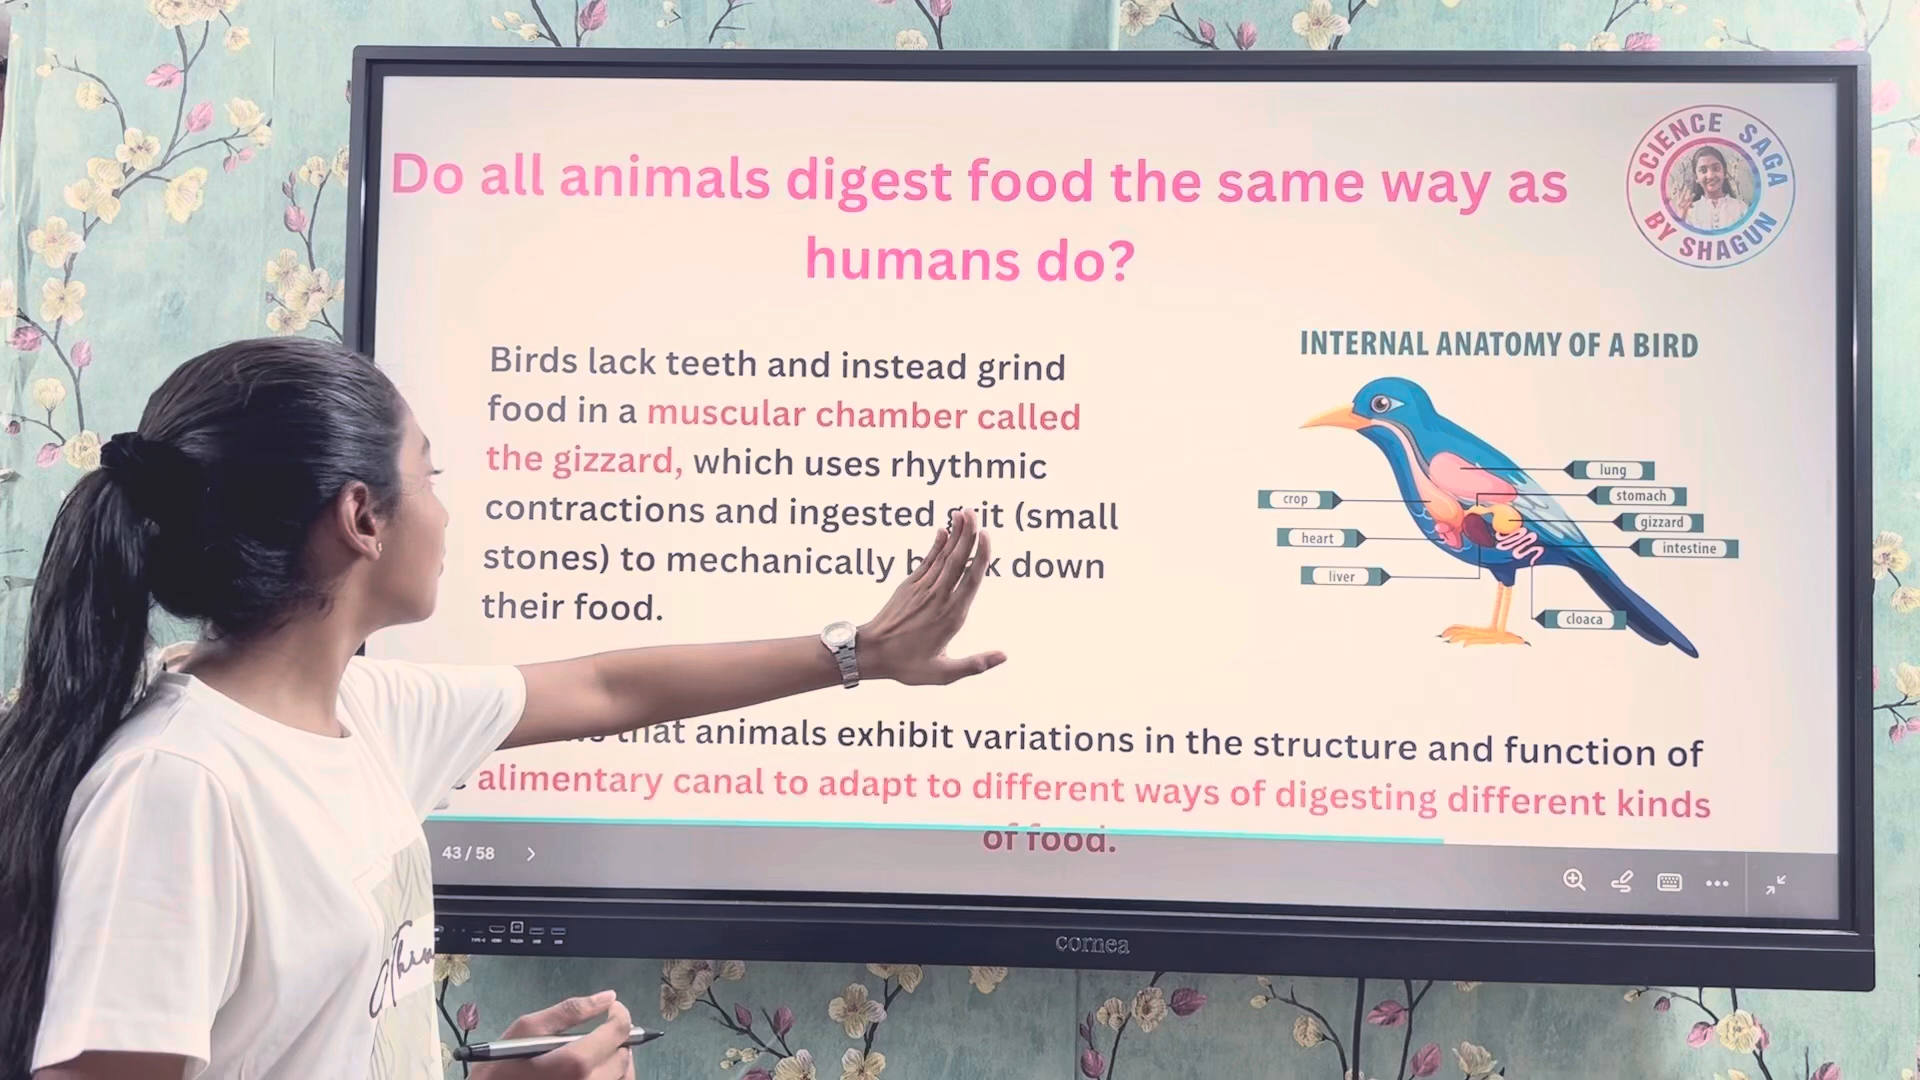 Do all animals digest food the same way as
humans do?
SCIENCE SAGA
BY SHAGUN
Birds lack teeth and instead grind
food in a muscular chamber called
the gizzard, which uses rhythmic
contractions and ingested grit (small
stones) to mechanically down
their food.
INTERNAL ANATOMY OF A BIRD
lung
stomach
crop
gizzard
heart
intestine
liver
cloaca
that animals exhibit variations in the structure and function of
alimentary canal to adapt to different ways of digesting different kinds
of food.
43 / 58
cornea